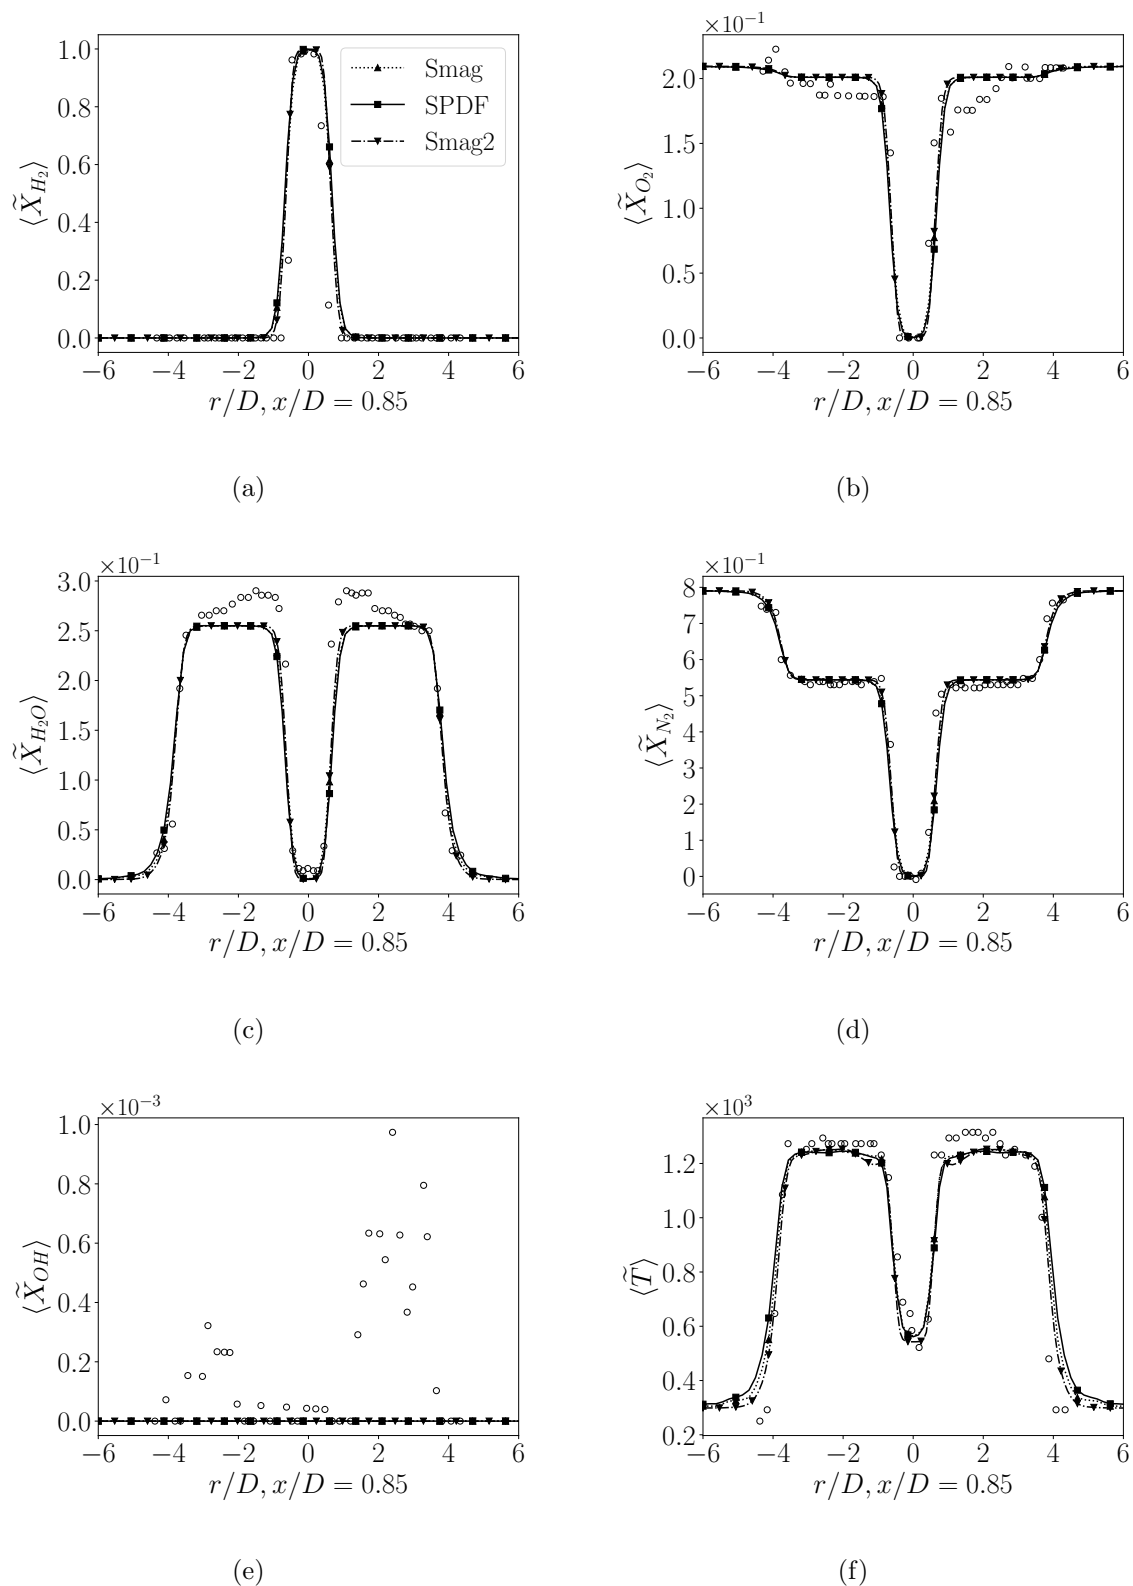 1.0
0.8
0.6
0.4
0.2
0.0
⟨X̃_{H₂}⟩
Smag
SPDF
Smag2
−6 −4 −2 0 2 4 6
r/D, x/D = 0.85
(a)
×10⁻¹
2.0
1.5
1.0
0.5
0.0
⟨X̃_{O₂}⟩
−6 −4 −2 0 2 4 6
r/D, x/D = 0.85
(b)
×10⁻¹
3.0
2.5
2.0
1.5
1.0
0.5
0.0
⟨X̃_{H₂O}⟩
−6 −4 −2 0 2 4 6
r/D, x/D = 0.85
(c)
×10⁻¹
8
7
6
5
4
3
2
1
0
⟨X̃_{N₂}⟩
−6 −4 −2 0 2 4 6
r/D, x/D = 0.85
(d)
×10⁻³
1.0
0.8
0.6
0.4
0.2
0.0
⟨X̃_{OH}⟩
−6 −4 −2 0 2 4 6
r/D, x/D = 0.85
(e)
×10³
1.2
1.0
0.8
0.6
0.4
0.2
⟨T̃⟩
−6 −4 −2 0 2 4 6
r/D, x/D = 0.85
(f)